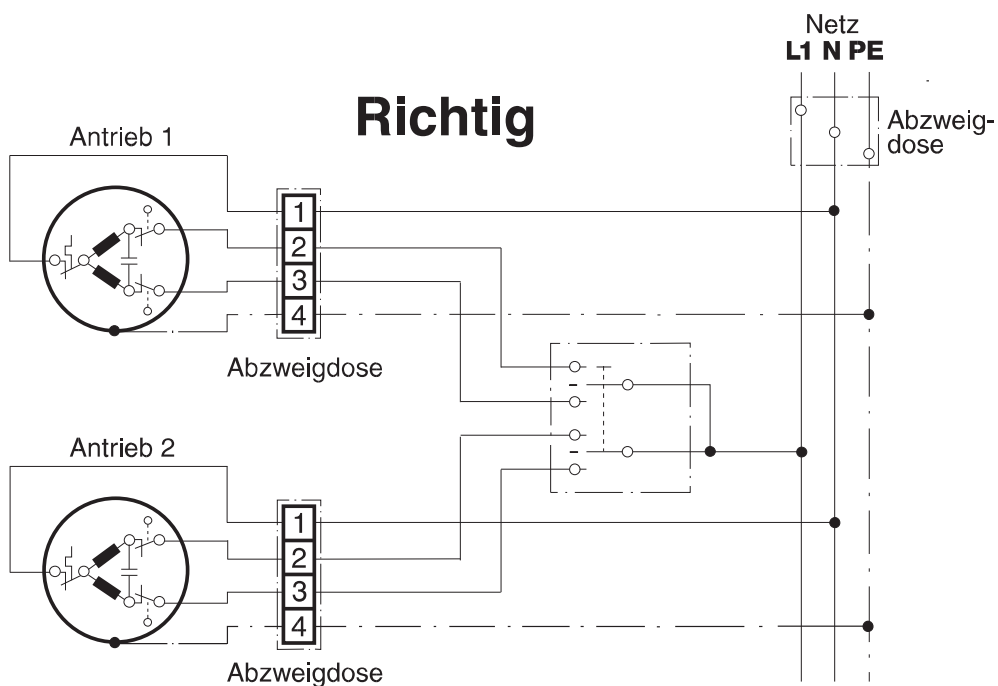 Netz
L1 N PE
Richtig
Abzweig-
dose
Antrieb 1
1
2
3
4
Abzweigdose
Antrieb 2
1
2
3
4
Abzweigdose